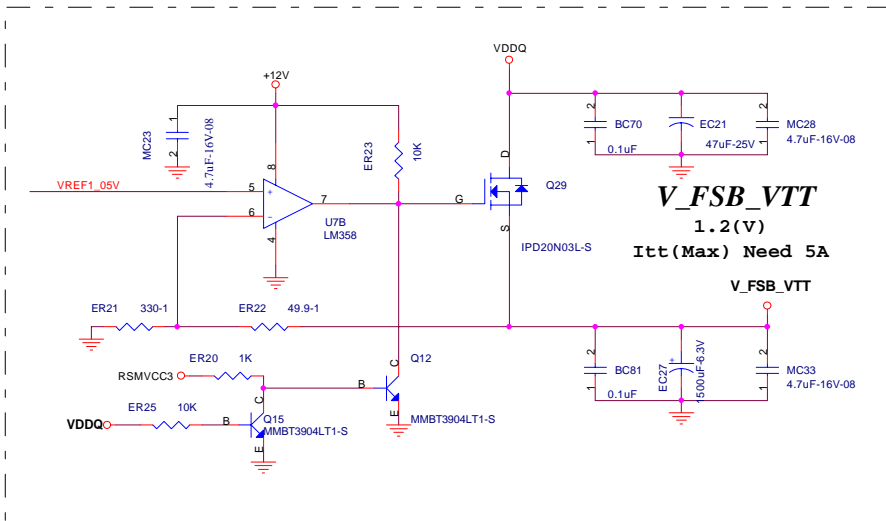 VDDQ
+12V
1
2
MC23
4.7uF-16V-08
ER23
10K
8
VREF1_05V
5
+
7
6
-
4
U7B
LM358
G
D
S
Q29
IPD20N03L-S
2
1
BC70
0.1uF
EC21
47uF-25V
2
1
MC28
4.7uF-16V-08
V_FSB_VTT
1.2(V)
Itt(Max) Need 5A
V_FSB_VTT
ER21
330-1
ER22
49.9-1
ER20
1K
RSMVCC3
C
B
E
Q12
MMBT3904LT1-S
VDDQ
ER25
10K
B
C
E
Q15
MMBT3904LT1-S
2
1
BC81
0.1uF
EC27
+
1500uF-6.3V
2
1
MC33
4.7uF-16V-08